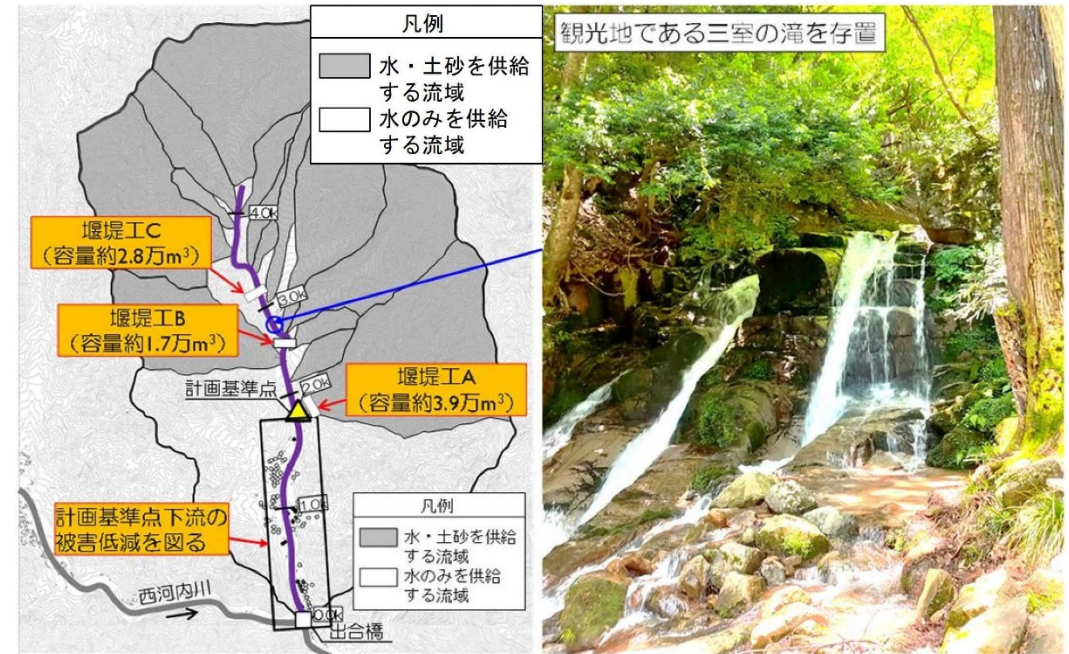 凡例
水・土砂を供給
する流域
水のみを供給
する流域
観光地である三室の滝を存置
4.0k
堰堤工C
(容量約2.8万m³)
3.0k
堰堤工B
(容量約1.7万m³)
計画基準点
2.0k
堰堤工A
(容量約3.9万m³)
1.0k
計画基準点下流の
被害低減を図る
凡例
水・土砂を供給
する流域
水のみを供給
する流域
西河内川
0.0k
出合橋